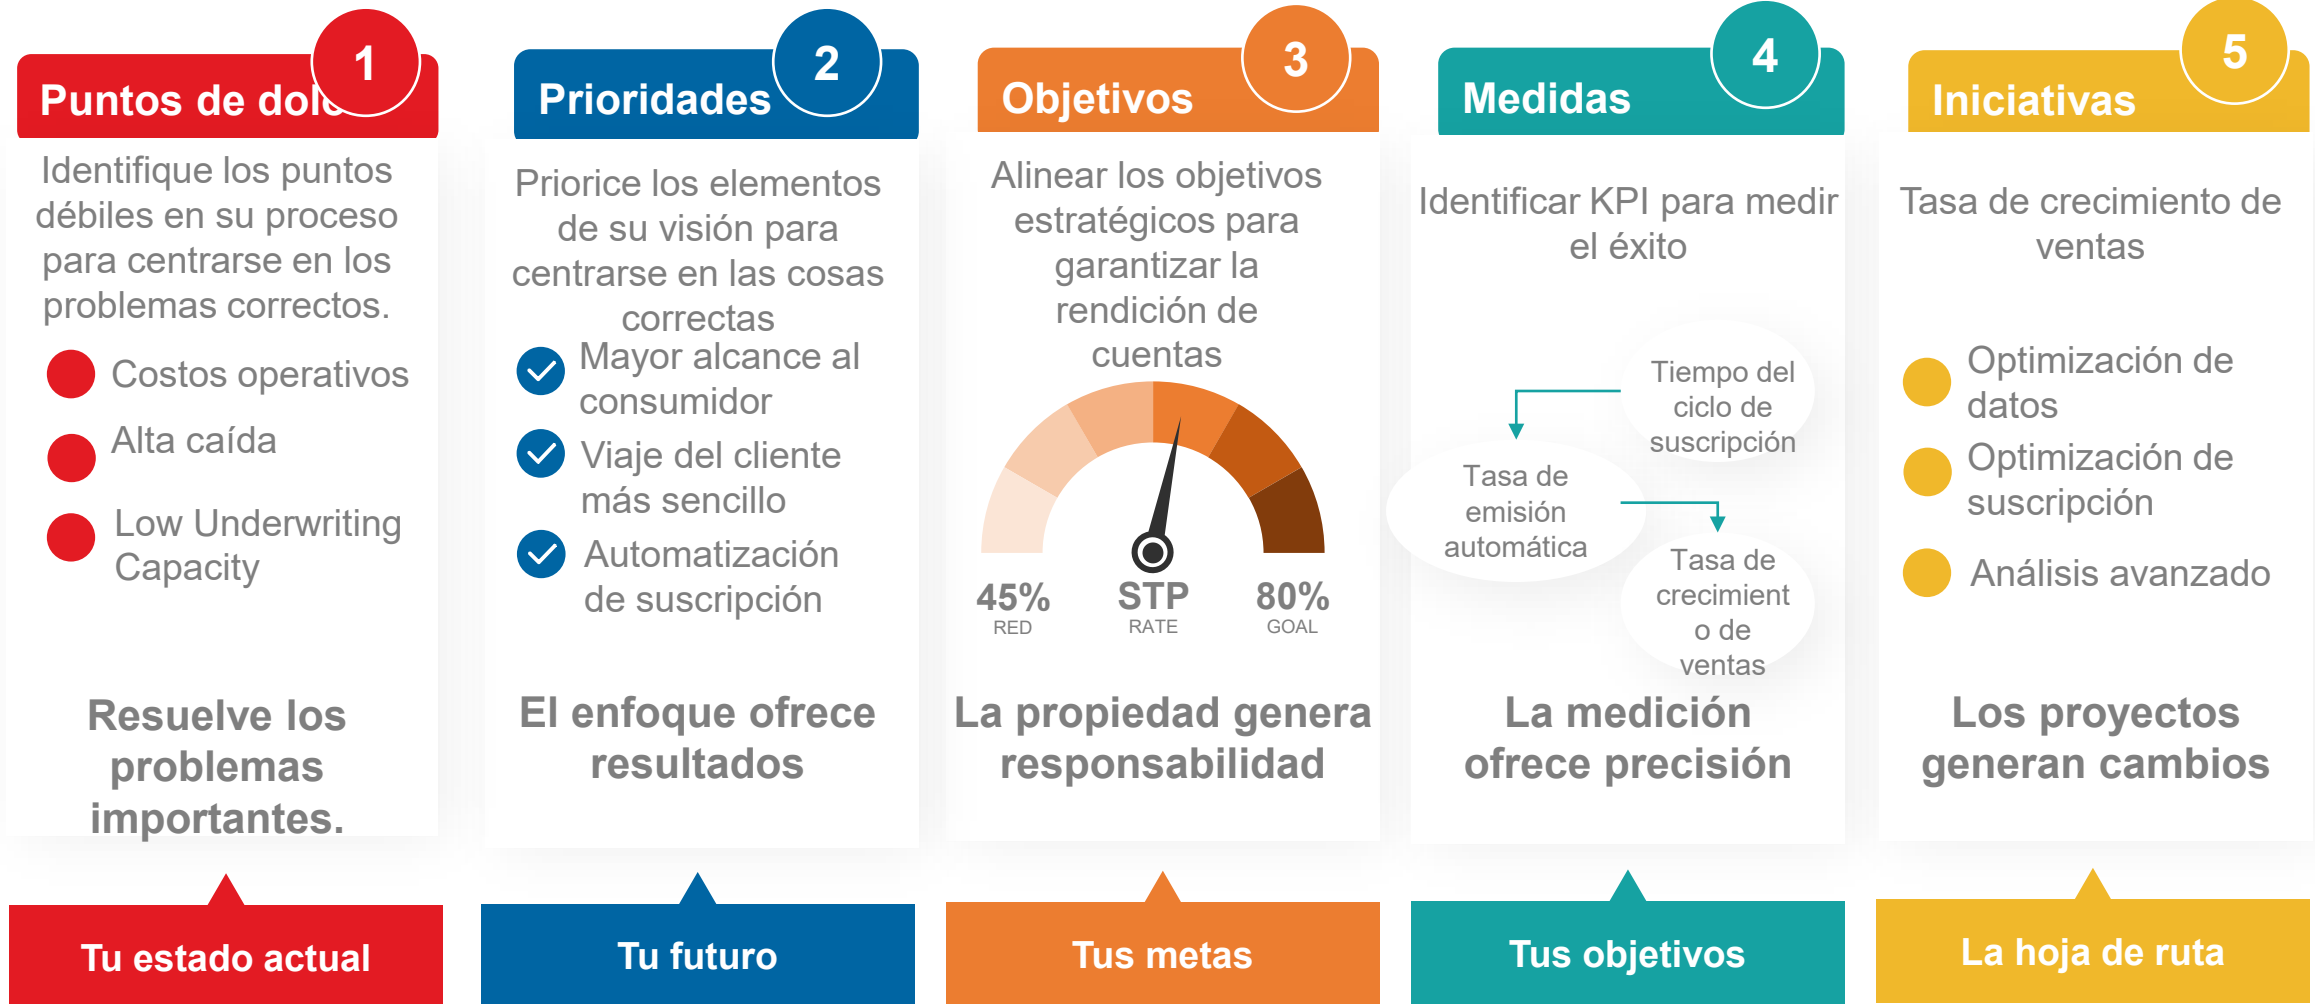 1
Puntos de dolo
Identifique los puntos
débiles en su proceso
para centrarse en los
problemas correctos.
Costos operativos
Alta caída
Low Underwriting
Capacity
Resuelve los
problemas
importantes.
Tu estado actual
2
Prioridades
Priorice los elementos
de su visión para
centrarse en las cosas
correctas
Mayor alcance al
consumidor
Viaje del cliente
más sencillo
Automatización
de suscripción
El enfoque ofrece
resultados
Tu futuro
3
Objetivos
Alinear los objetivos
estratégicos para
garantizar la
rendición de
cuentas
45%
RED
STP
RATE
80%
GOAL
La propiedad genera
responsabilidad
Tus metas
4
Medidas
Identificar KPI para medir
el éxito
Tiempo del
ciclo de
suscripción
Tasa de
emisión
automática
Tasa de
crecimient
o de
ventas
La medición
ofrece precisión
Tus objetivos
5
Iniciativas
Tasa de crecimiento de
ventas
Optimización de
datos
Optimización de
suscripción
Análisis avanzado
Los proyectos
generan cambios
La hoja de ruta